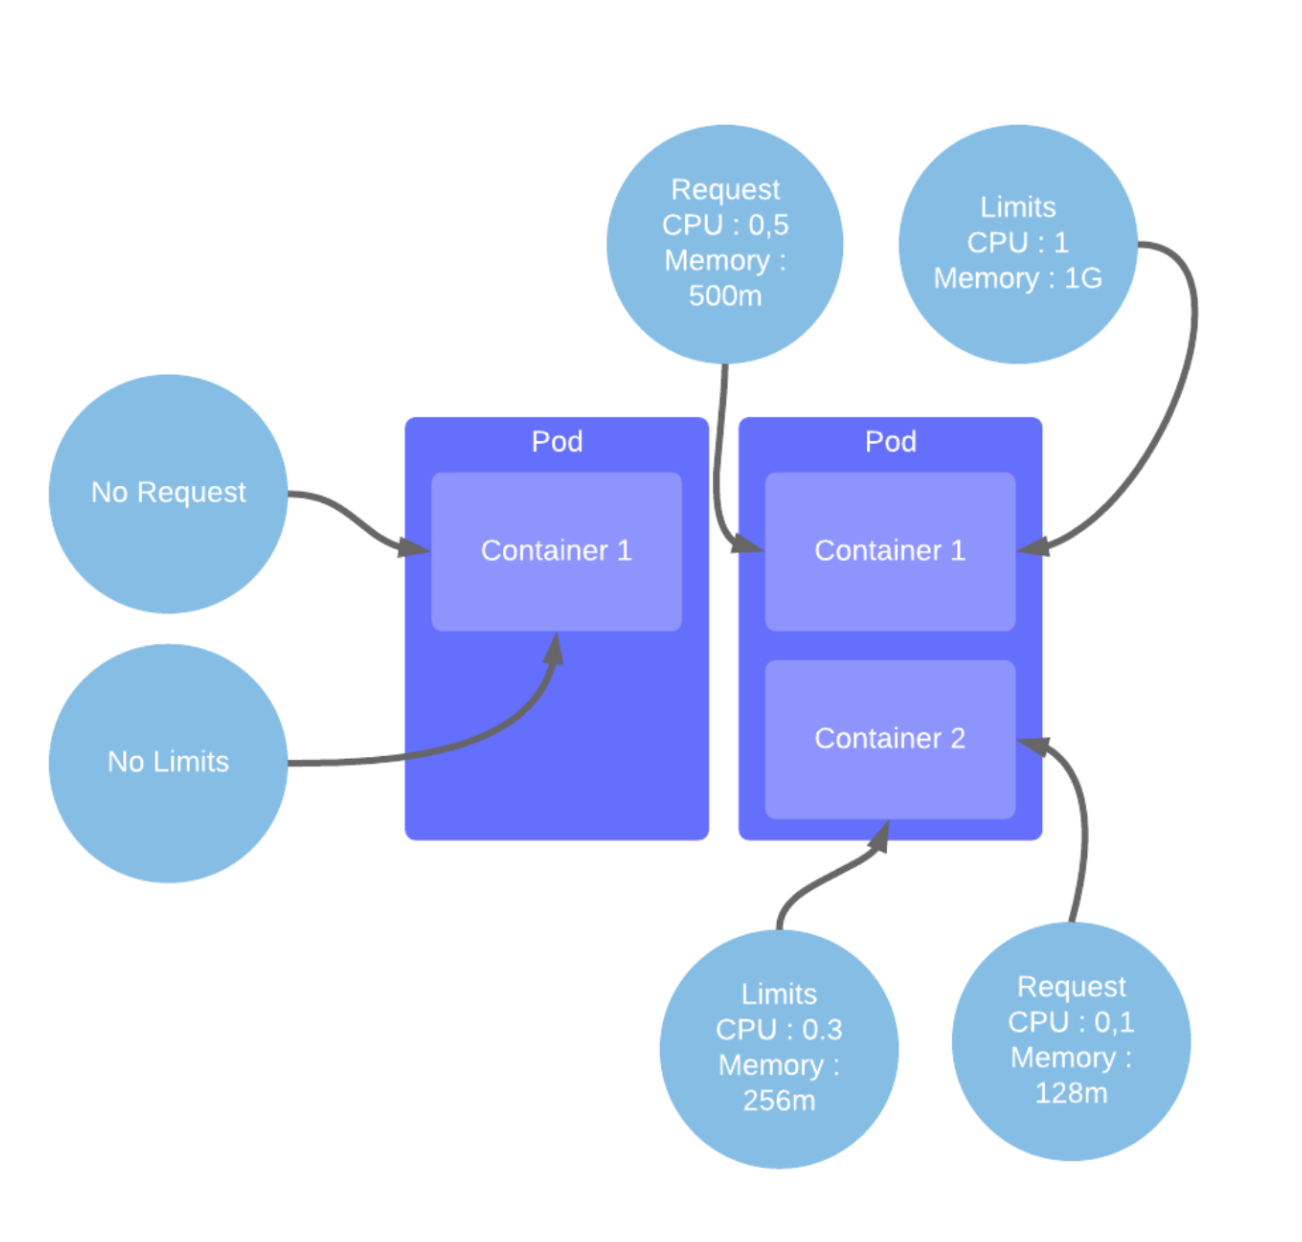 Request
CPU : 0,5
Memory :
500m
Limits
CPU : 1
Memory : 1G
No Request
No Limits
Pod
Container 1
Pod
Container 1
Container 2
Limits
CPU : 0.3
Memory :
256m
Request
CPU : 0,1
Memory :
128m